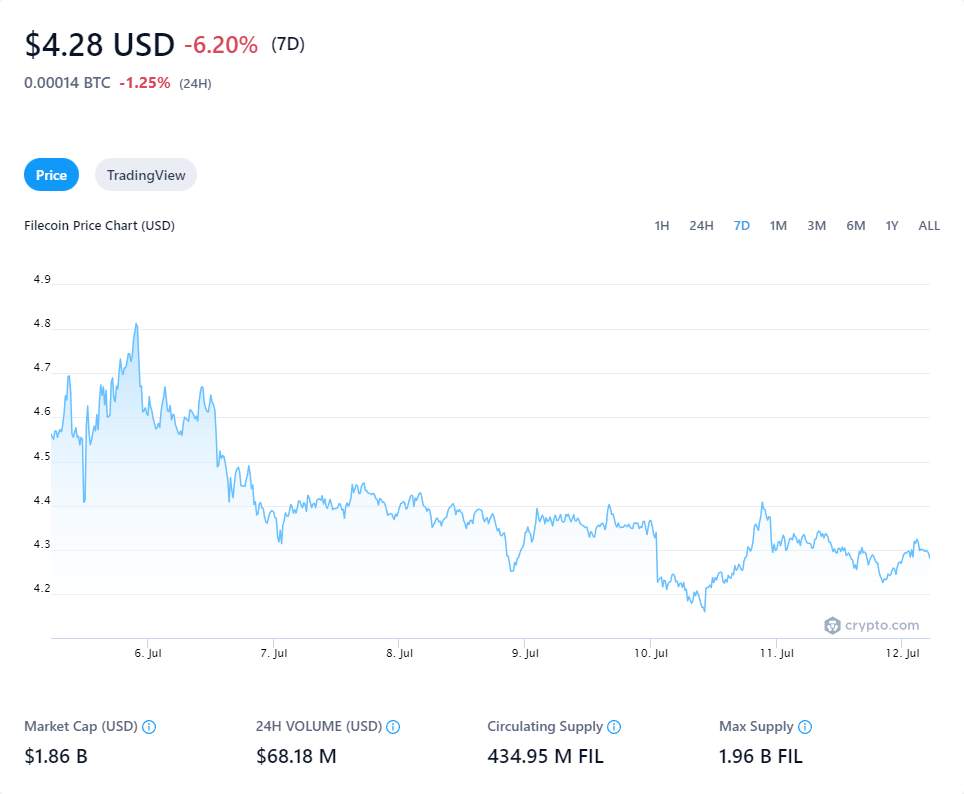 $4.28 USD -6.20% (7D)
0.00014 BTC -1.25% (24H)
Price TradingView
Filecoin Price Chart (USD) 1H 24H 7D 1M 3M 6M 1Y ALL
4.9
4.8
4.7
4.6
4.5
4.4
4.3
4.2
crypto.com
6. Jul 7. Jul 8. Jul 9. Jul 10. Jul 11. Jul 12. Jul
Market Cap (USD) 24H VOLUME (USD) Circulating Supply Max Supply
$1.86 B $68.18 M 434.95 M FIL 1.96 B FIL